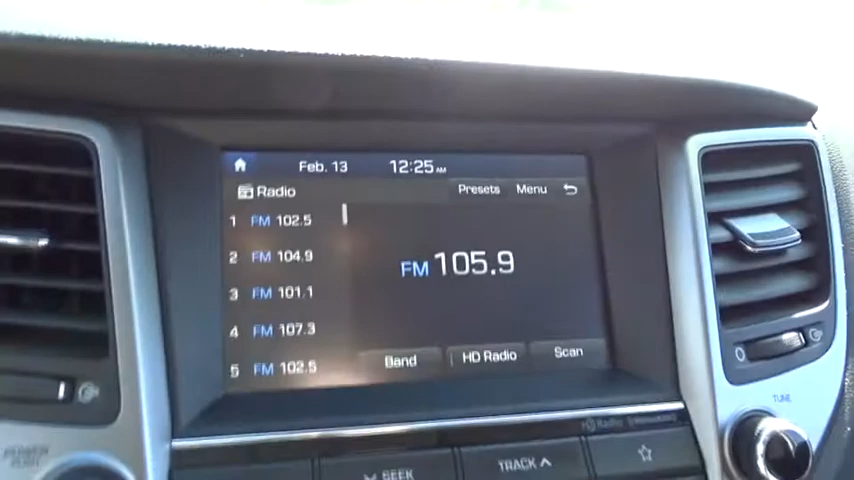 Feb. 13 12:25 AM
Radio Presets Menu
1 FM 102.5
2 FM 104.9
3 FM 101.1
4 FM 107.3
5 FM 102.5
FM 105.9
Band HD Radio Scan
HD Radio
TUNE
SEEK
TRACK
0